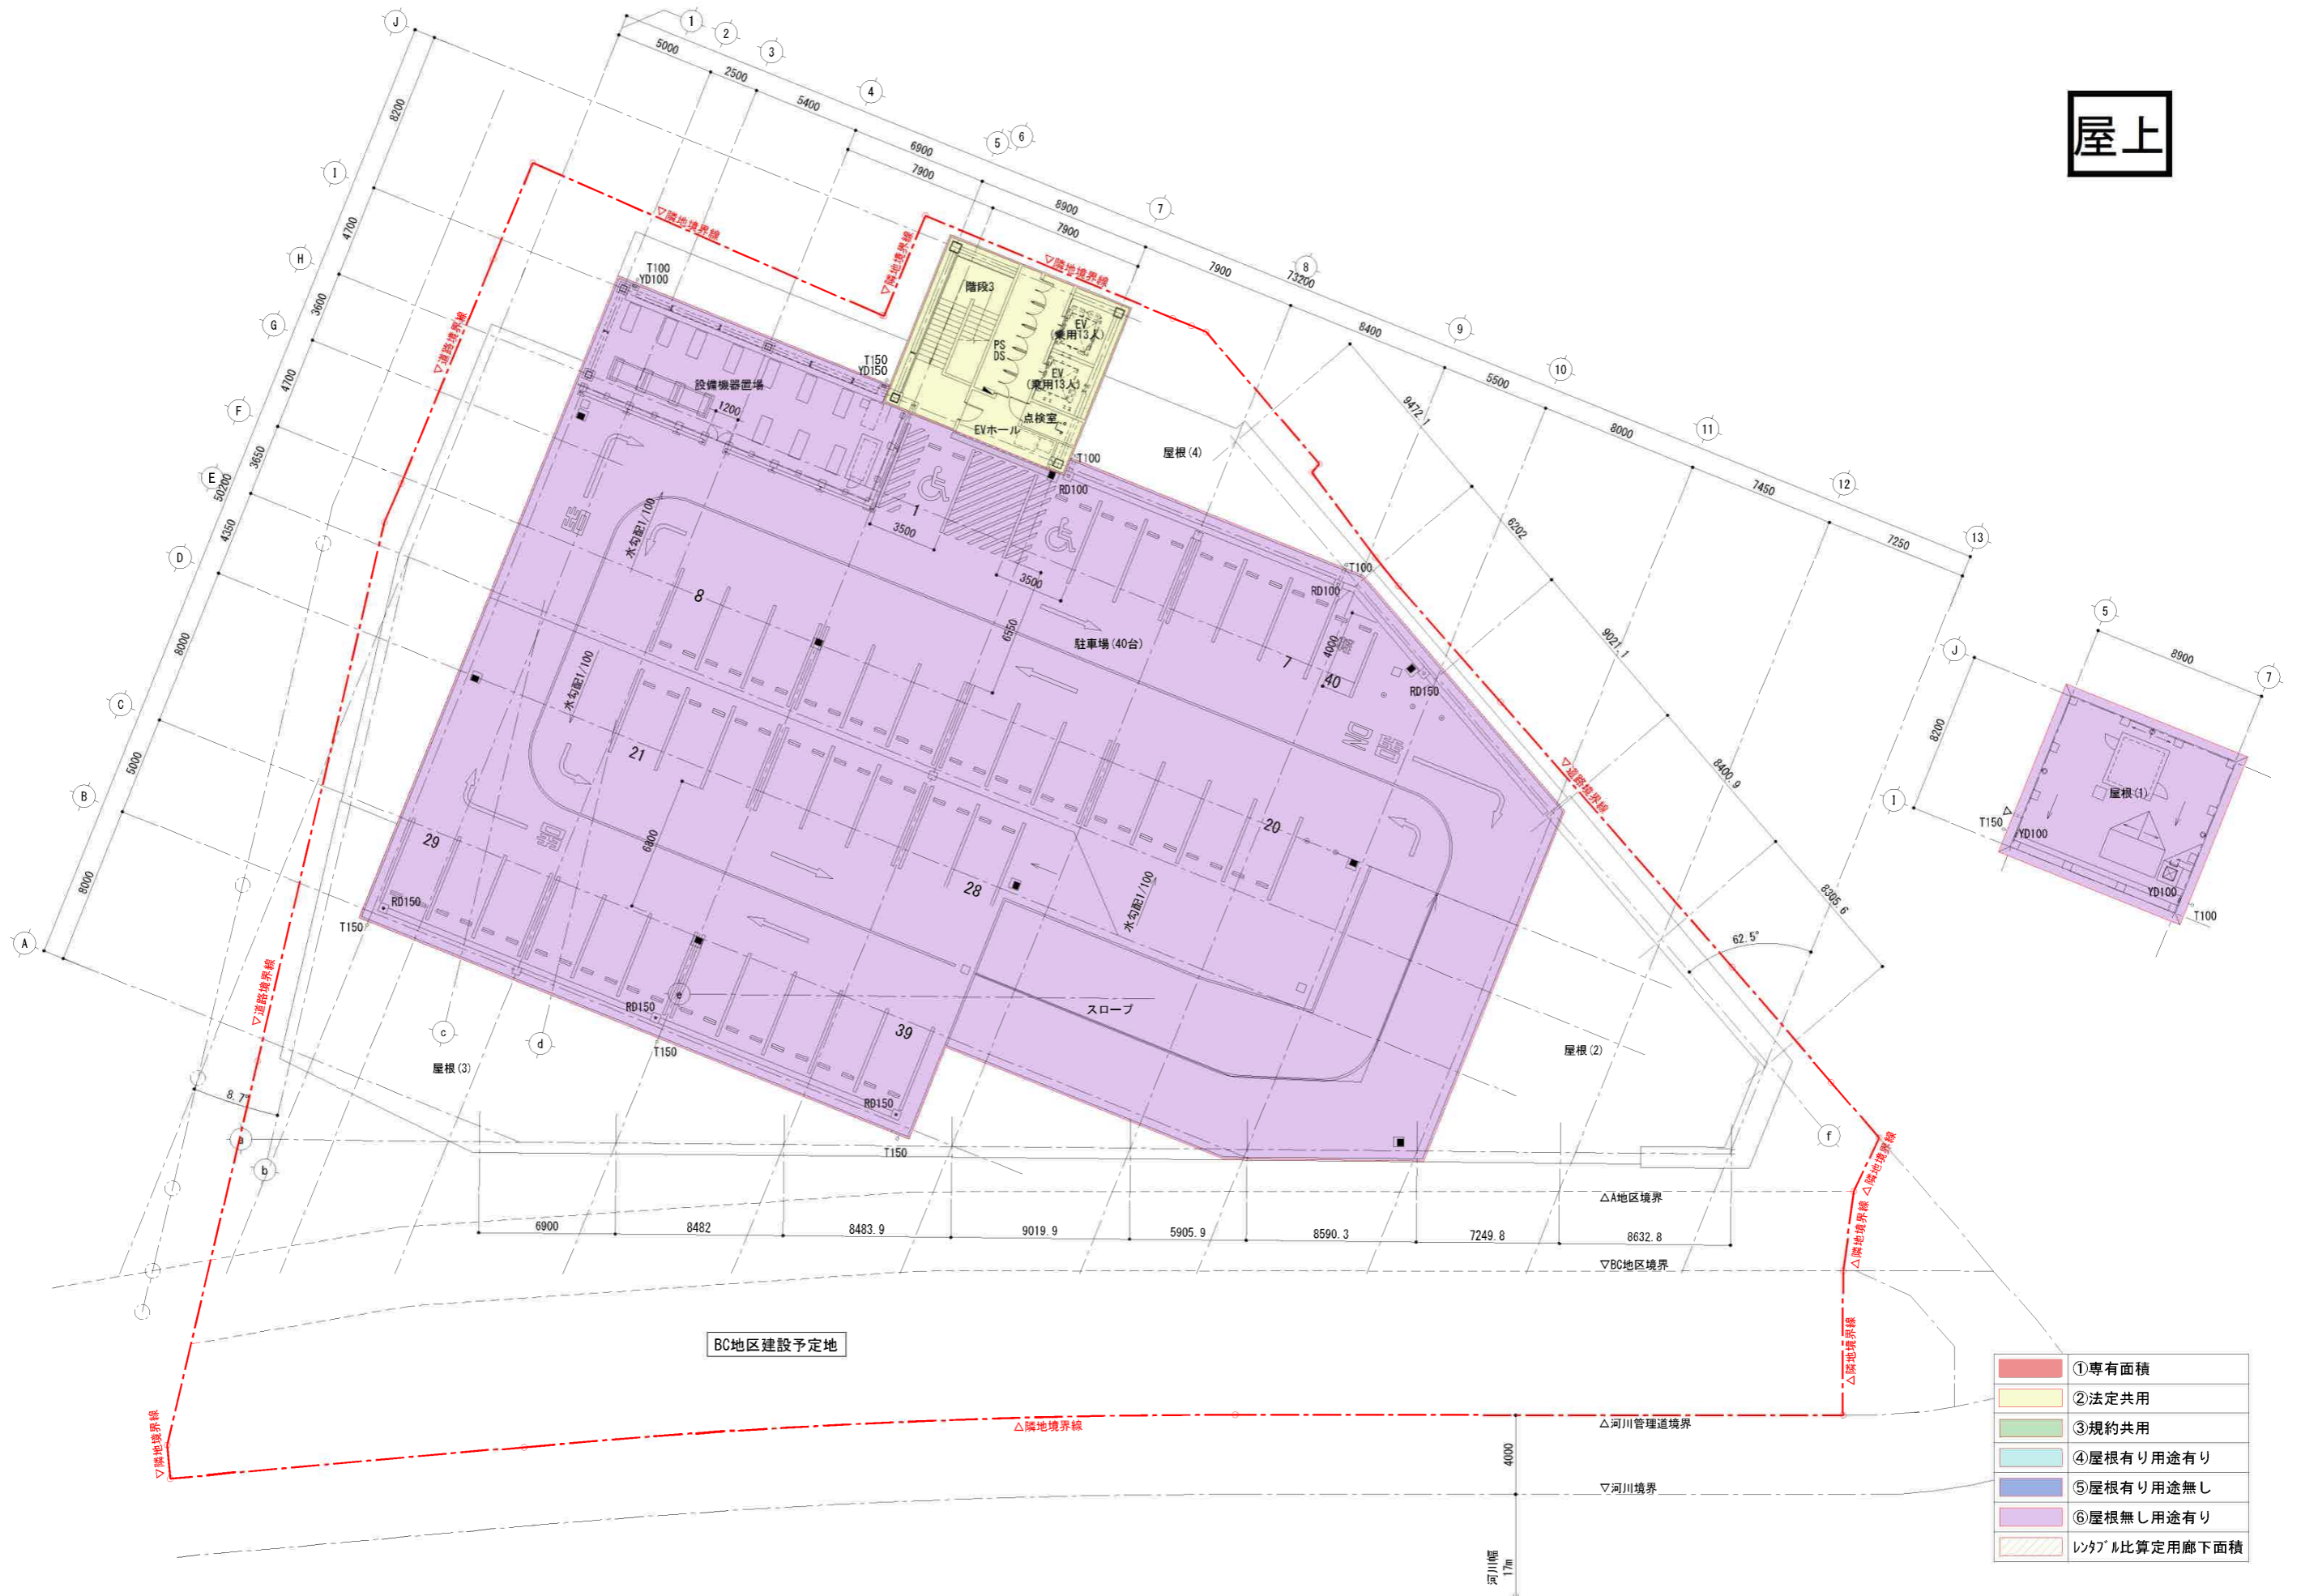 屋上
J
1
2
3
4
5
6
7
8
9
10
11
12
13
5000
2500
5400
6900
7900
8900
7900
7900
73200
8400
5500
8000
7450
7250
8200
I
4700
H
3600
G
4700
F
3650
E
50200
4350
D
8000
C
5000
B
8000
A
▽隣地境界線
▽隣地境界線
▽隣地境界線
▽道路境界線
T100
YD100
階段3
EV
(乗用13人)
PS
DS
EV
(乗用13人)
T150
YD150
設備機器置場
1200
点検室
EVホール
T100
RD100
屋根(4)
9472.1
6202
9021.1
8400.9
8305.6
62.5°
水勾配1/100
1
3500
3500
6550
8
駐車場(40台)
T100
RD100
4000
7
40
RD150
水勾配1/100
21
6800
20
▽道路境界線
29
28
水勾配1/100
RD150
T150
RD150
e
スロープ
39
T150
c
d
屋根(3)
屋根(2)
RD150
T150
▽道路境界線
8.7°
a
b
f
5
J
8900
7
8200
I
屋根(1)
T150
YD100
YD100
T100
6900
8482
8483.9
9019.9
5905.9
8590.3
7249.8
8632.8
△A地区境界
▽BC地区境界
△隣地境界線
△隣地境界線
△隣地境界線
BC地区建設予定地
▽隣地境界線
△隣地境界線
△河川管理道境界
4000
▽河川境界
河川幅
17m
①専有面積
②法定共用
③規約共用
④屋根有り用途有り
⑤屋根有り用途無し
⑥屋根無し用途有り
ﾚﾝﾀﾌﾞﾙ比算定用廊下面積